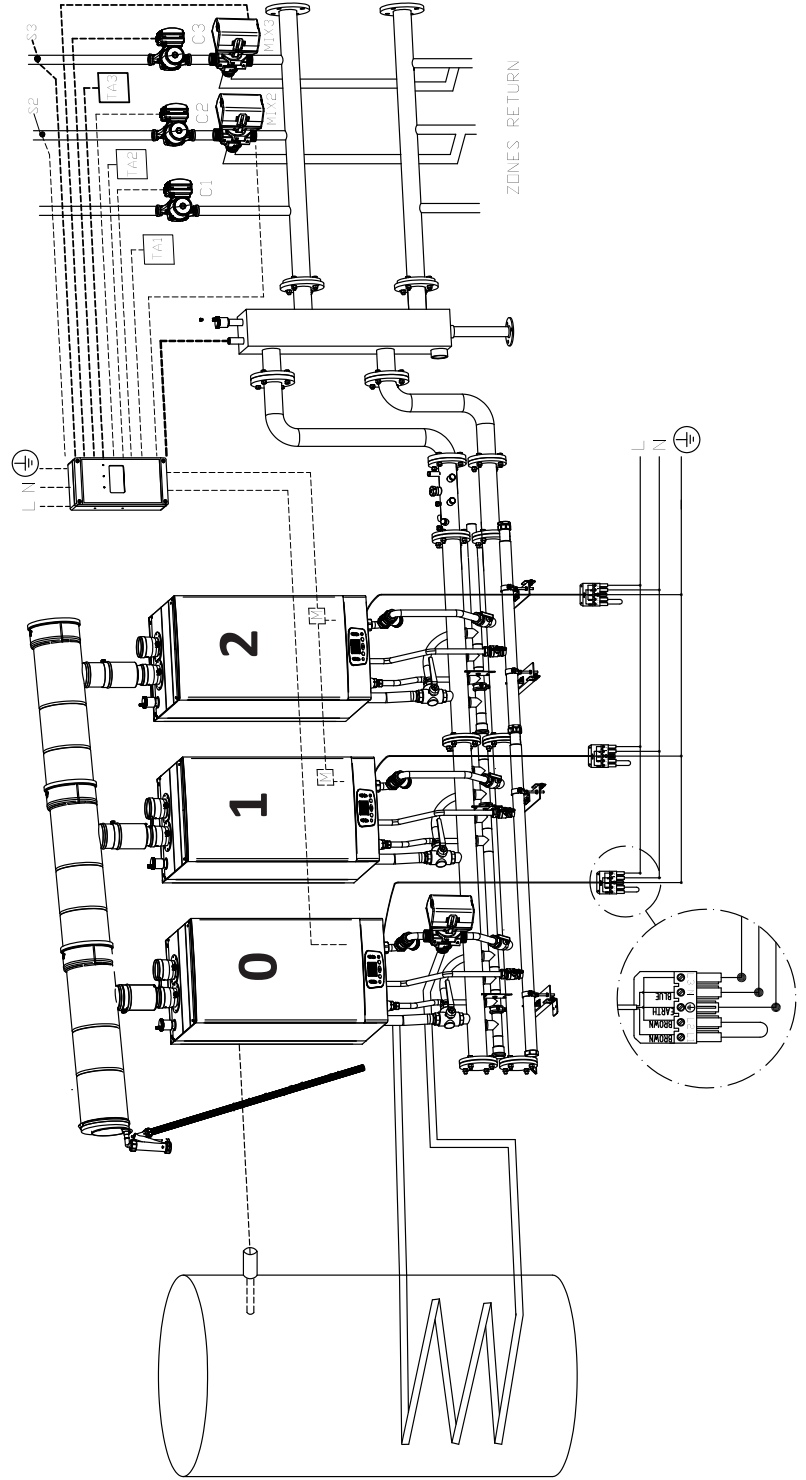 S3
S2
C3
MIX3
TA3
C2
MIX2
TA2
C1
TA1
ZONES RETURN
L N
2
M
1
M
0
L
N
BLUE
EARTH
BROWN
BROWN